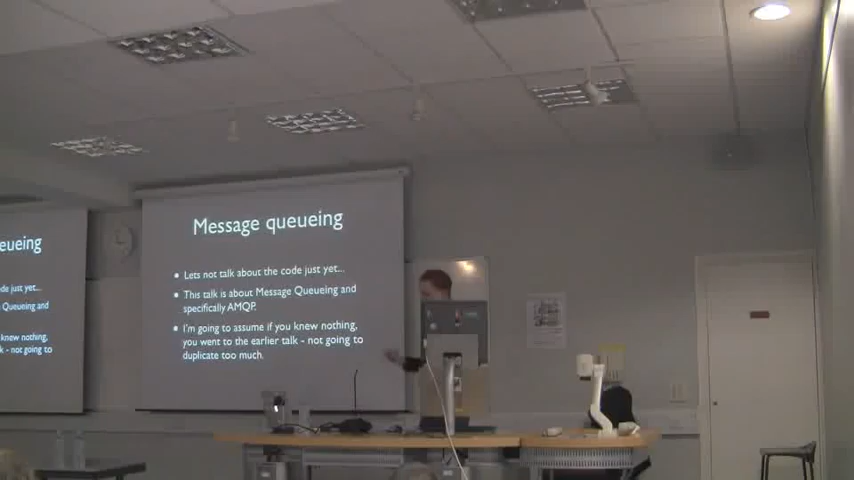 Message queueing
• Lets not talk about the code just yet...
• This talk is about Message Queueing and
specifically AMQP.
• I'm going to assume if you knew nothing,
you went to the earlier talk - not going to
duplicate too much.
ueing
de just yet...
Queueing and
knew nothing,
k - not going to